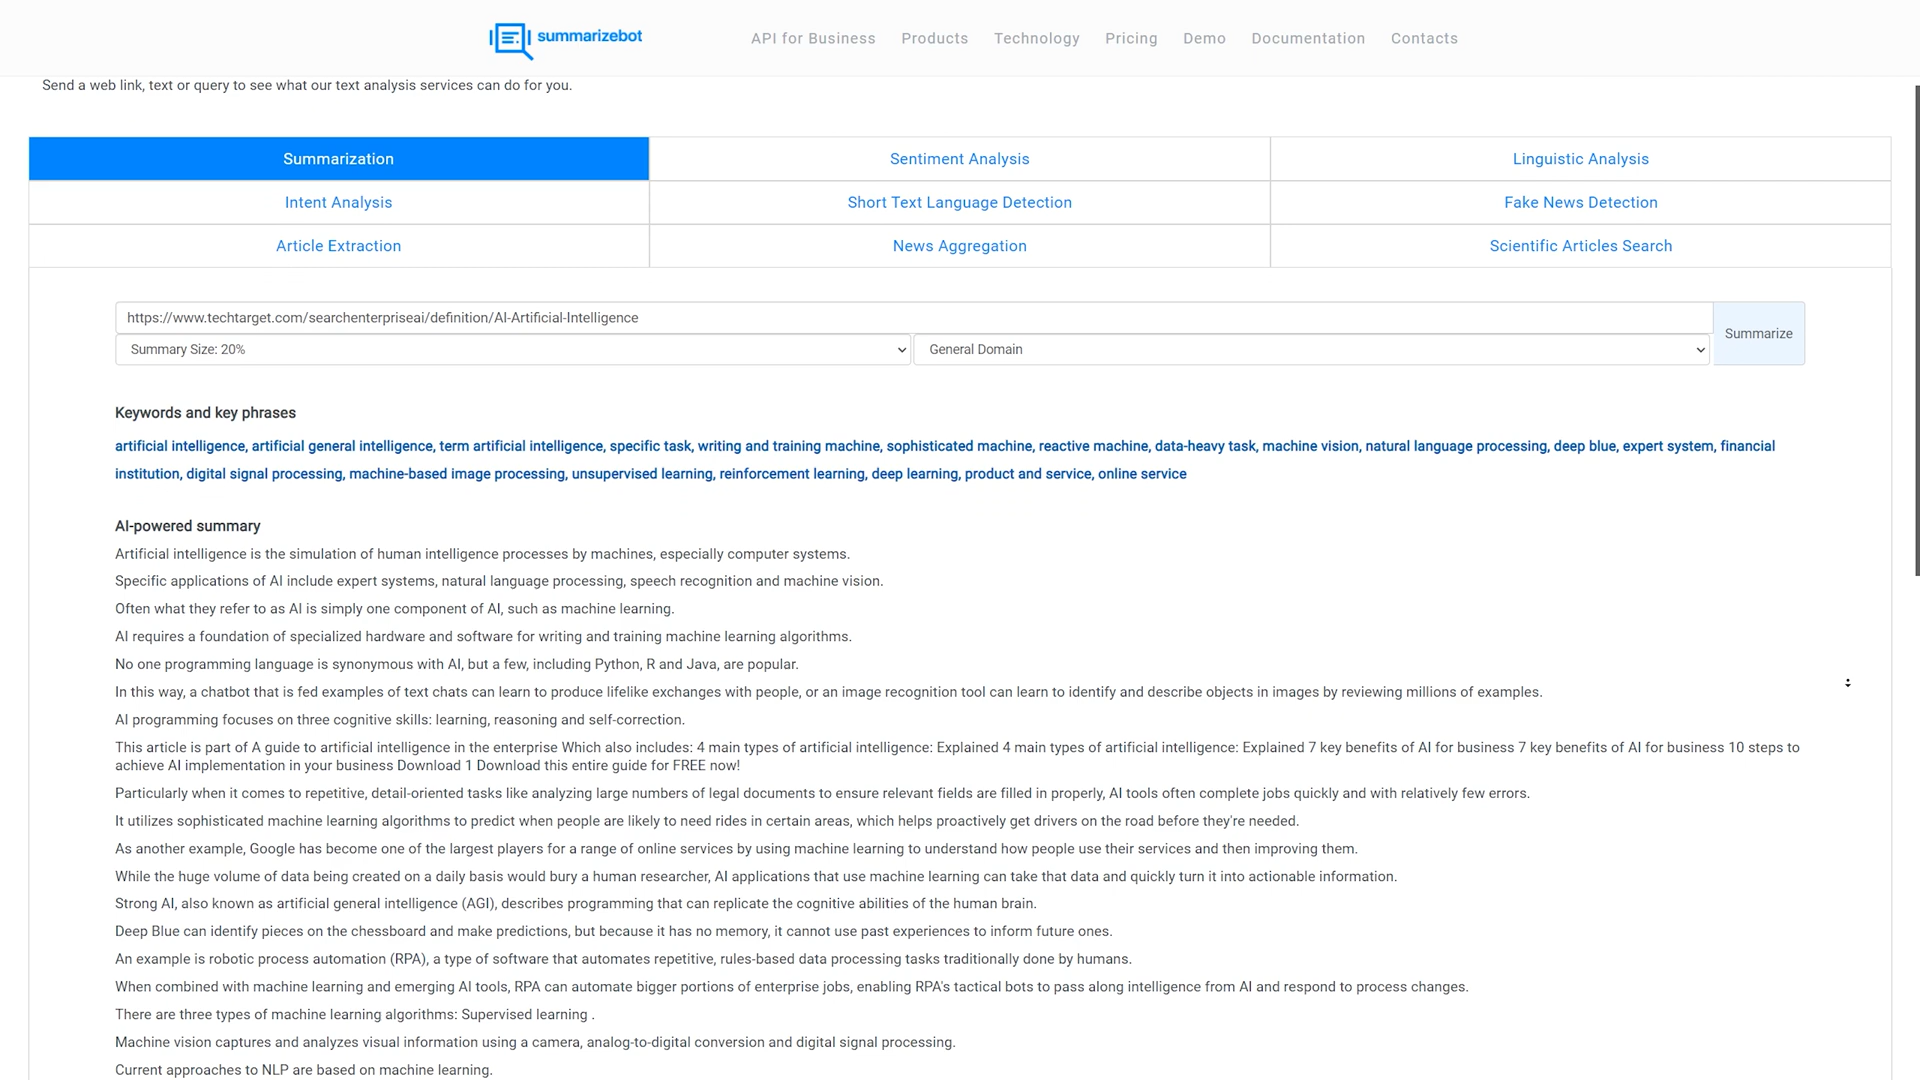 summarizebot
API for Business Products Technology Pricing Demo Documentation Contacts
Send a web link, text or query to see what our text analysis services can do for you.
Summarization Sentiment Analysis Linguistic Analysis
Intent Analysis Short Text Language Detection Fake News Detection
Article Extraction News Aggregation Scientific Articles Search
https://www.techtarget.com/searchenterpriseai/definition/AI-Artificial-Intelligence
Summarize
Summary Size: 20% General Domain
Keywords and key phrases
artificial intelligence, artificial general intelligence, term artificial intelligence, specific task, writing and training machine, sophisticated machine, reactive machine, data-heavy task, machine vision, natural language processing, deep blue, expert system, financial
institution, digital signal processing, machine-based image processing, unsupervised learning, reinforcement learning, deep learning, product and service, online service
AI-powered summary
Artificial intelligence is the simulation of human intelligence processes by machines, especially computer systems.
Specific applications of AI include expert systems, natural language processing, speech recognition and machine vision.
Often what they refer to as AI is simply one component of AI, such as machine learning.
AI requires a foundation of specialized hardware and software for writing and training machine learning algorithms.
No one programming language is synonymous with AI, but a few, including Python, R and Java, are popular.
In this way, a chatbot that is fed examples of text chats can learn to produce lifelike exchanges with people, or an image recognition tool can learn to identify and describe objects in images by reviewing millions of examples.
AI programming focuses on three cognitive skills: learning, reasoning and self-correction.
This article is part of A guide to artificial intelligence in the enterprise Which also includes: 4 main types of artificial intelligence: Explained 4 main types of artificial intelligence: Explained 7 key benefits of AI for business 7 key benefits of AI for business 10 steps to
achieve AI implementation in your business Download 1 Download this entire guide for FREE now!
Particularly when it comes to repetitive, detail-oriented tasks like analyzing large numbers of legal documents to ensure relevant fields are filled in properly, AI tools often complete jobs quickly and with relatively few errors.
It utilizes sophisticated machine learning algorithms to predict when people are likely to need rides in certain areas, which helps proactively get drivers on the road before they're needed.
As another example, Google has become one of the largest players for a range of online services by using machine learning to understand how people use their services and then improving them.
While the huge volume of data being created on a daily basis would bury a human researcher, AI applications that use machine learning can take that data and quickly turn it into actionable information.
Strong AI, also known as artificial general intelligence (AGI), describes programming that can replicate the cognitive abilities of the human brain.
Deep Blue can identify pieces on the chessboard and make predictions, but because it has no memory, it cannot use past experiences to inform future ones.
An example is robotic process automation (RPA), a type of software that automates repetitive, rules-based data processing tasks traditionally done by humans.
When combined with machine learning and emerging AI tools, RPA can automate bigger portions of enterprise jobs, enabling RPA's tactical bots to pass along intelligence from AI and respond to process changes.
There are three types of machine learning algorithms: Supervised learning .
Machine vision captures and analyzes visual information using a camera, analog-to-digital conversion and digital signal processing.
Current approaches to NLP are based on machine learning.